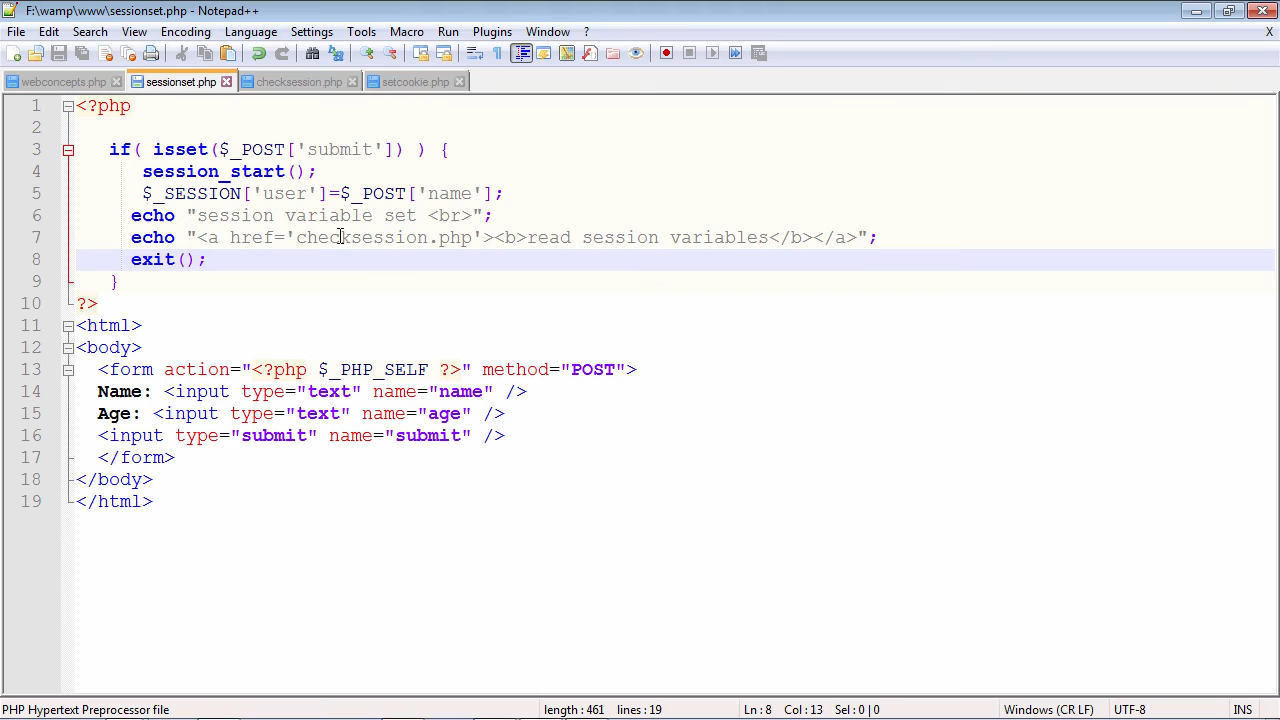 F:\wamp\www\sessionset.php - Notepad++
File Edit Search View Encoding Language Settings Tools Macro Run Plugins Window ? X
webconcepts.php sessionset.php checksession.php setcookie.php
1 <?php
2
3 if( isset($_POST['submit']) ) {
4 session_start();
5 $_SESSION['user']=$_POST['name'];
6 echo "session variable set <br>";
7 echo "<a href='checksession.php'><b>read session variables</b></a>";
8 exit();
9 }
10 ?>
11 <html>
12 <body>
13 <form action="<?php $_PHP_SELF ?>" method="POST">
14 Name: <input type="text" name="name" />
15 Age: <input type="text" name="age" />
16 <input type="submit" name="submit" />
17 </form>
18 </body>
19 </html>
PHP Hypertext Preprocessor file length : 461 lines : 19 Ln : 8 Col : 13 Sel : 0 | 0 Windows (CR LF) UTF-8 INS